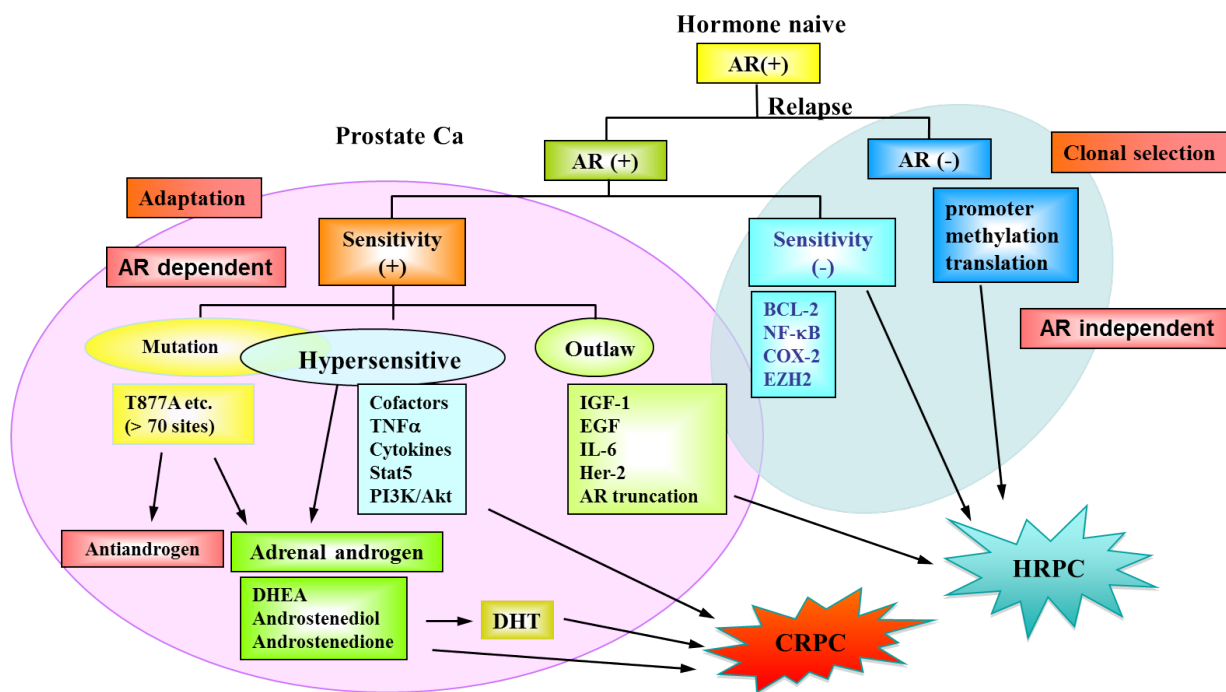 Hormone naive
AR(+)
Relapse
Prostate Ca
AR (+)
AR (-)
Clonal selection
Adaptation
AR dependent
Sensitivity
(+)
Sensitivity
(-)
promoter
methylation
translation
BCL-2
NF-κB
COX-2
EZH2
AR independent
Mutation
Hypersensitive
Outlaw
T877A etc.
(> 70 sites)
Cofactors
TNFα
Cytokines
Stat5
PI3K/Akt
IGF-1
EGF
IL-6
Her-2
AR truncation
Antiandrogen
Adrenal androgen
DHEA
Androstenediol
Androstenedione
DHT
CRPC
HRPC